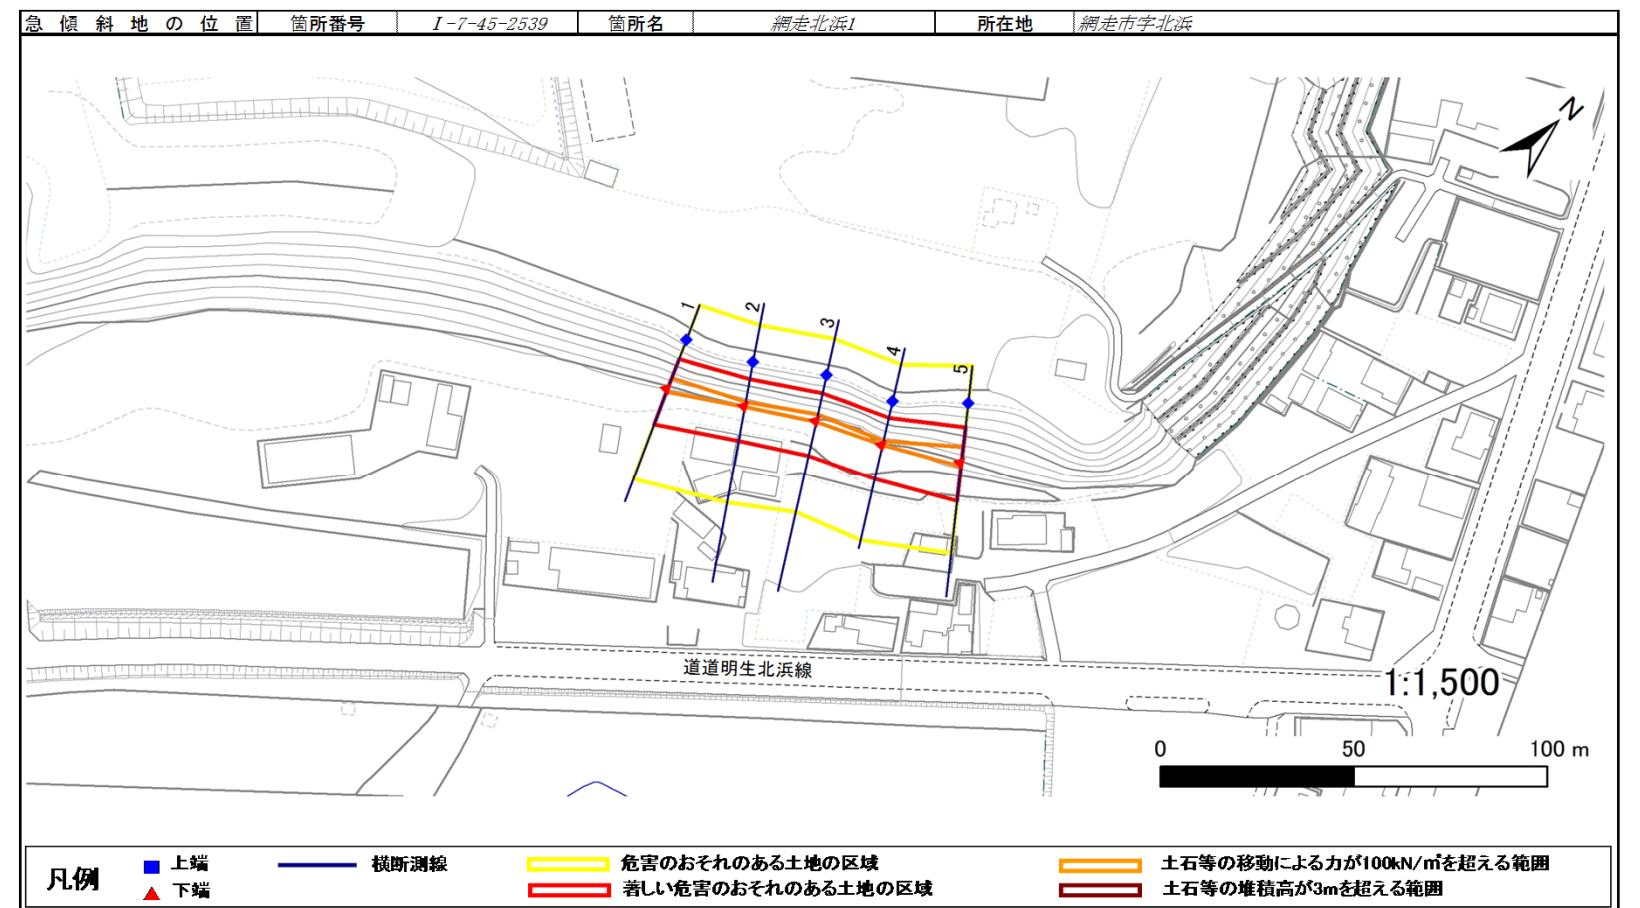 急傾斜地の位置 箇所番号 I-7-45-2539 箇所名 網走北浜1 所在地 網走市字北浜
N
1
2
3
4
5
道道明生北浜線
1:1,500
0 50 100 m
凡例
上端 横断測線 危害のおそれのある土地の区域 土石等の移動による力が100kN/㎡を超える範囲
下端 著しい危害のおそれのある土地の区域 土石等の堆積高が3mを超える範囲